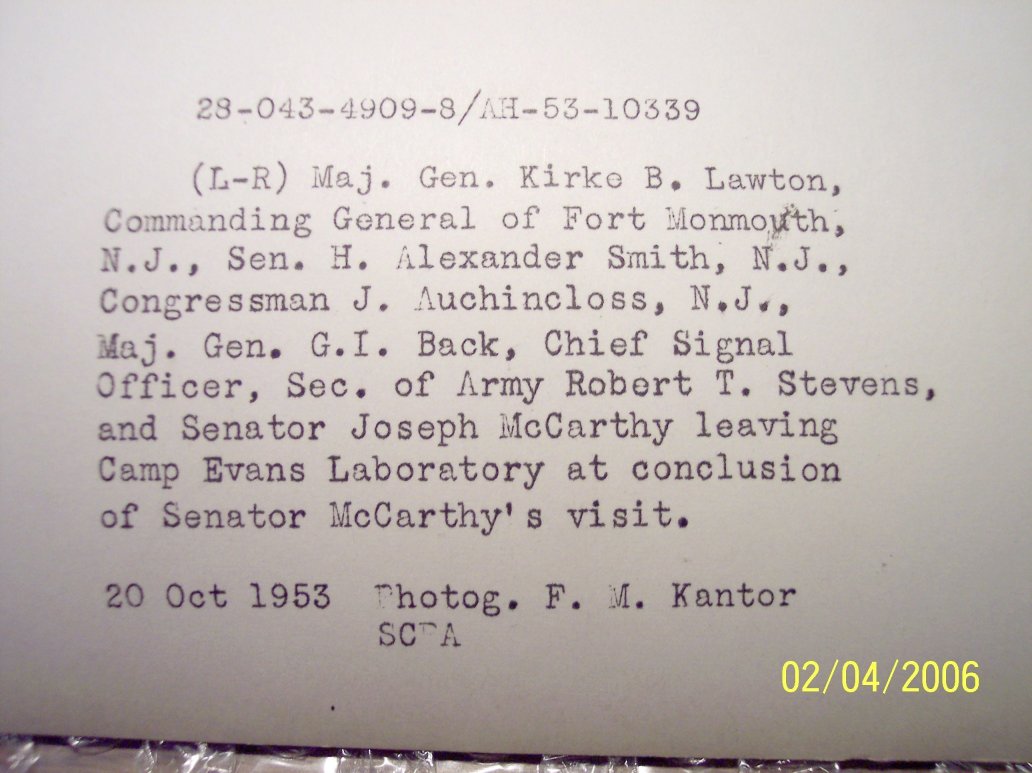 28-043-4909-8/AH-53-10339
(L-R) Maj. Gen. Kirke B. Lawton,
Commanding General of Fort Monmouth,
N.J., Sen. H. Alexander Smith, N.J.,
Congressman J. Auchincloss, N.J.,
Maj. Gen. G.I. Back, Chief Signal
Officer, Sec. of Army Robert T. Stevens,
and Senator Joseph McCarthy leaving
Camp Evans Laboratory at conclusion
of Senator McCarthy's visit.
20 Oct 1953 Photog. F. M. Kantor
02/04/2006